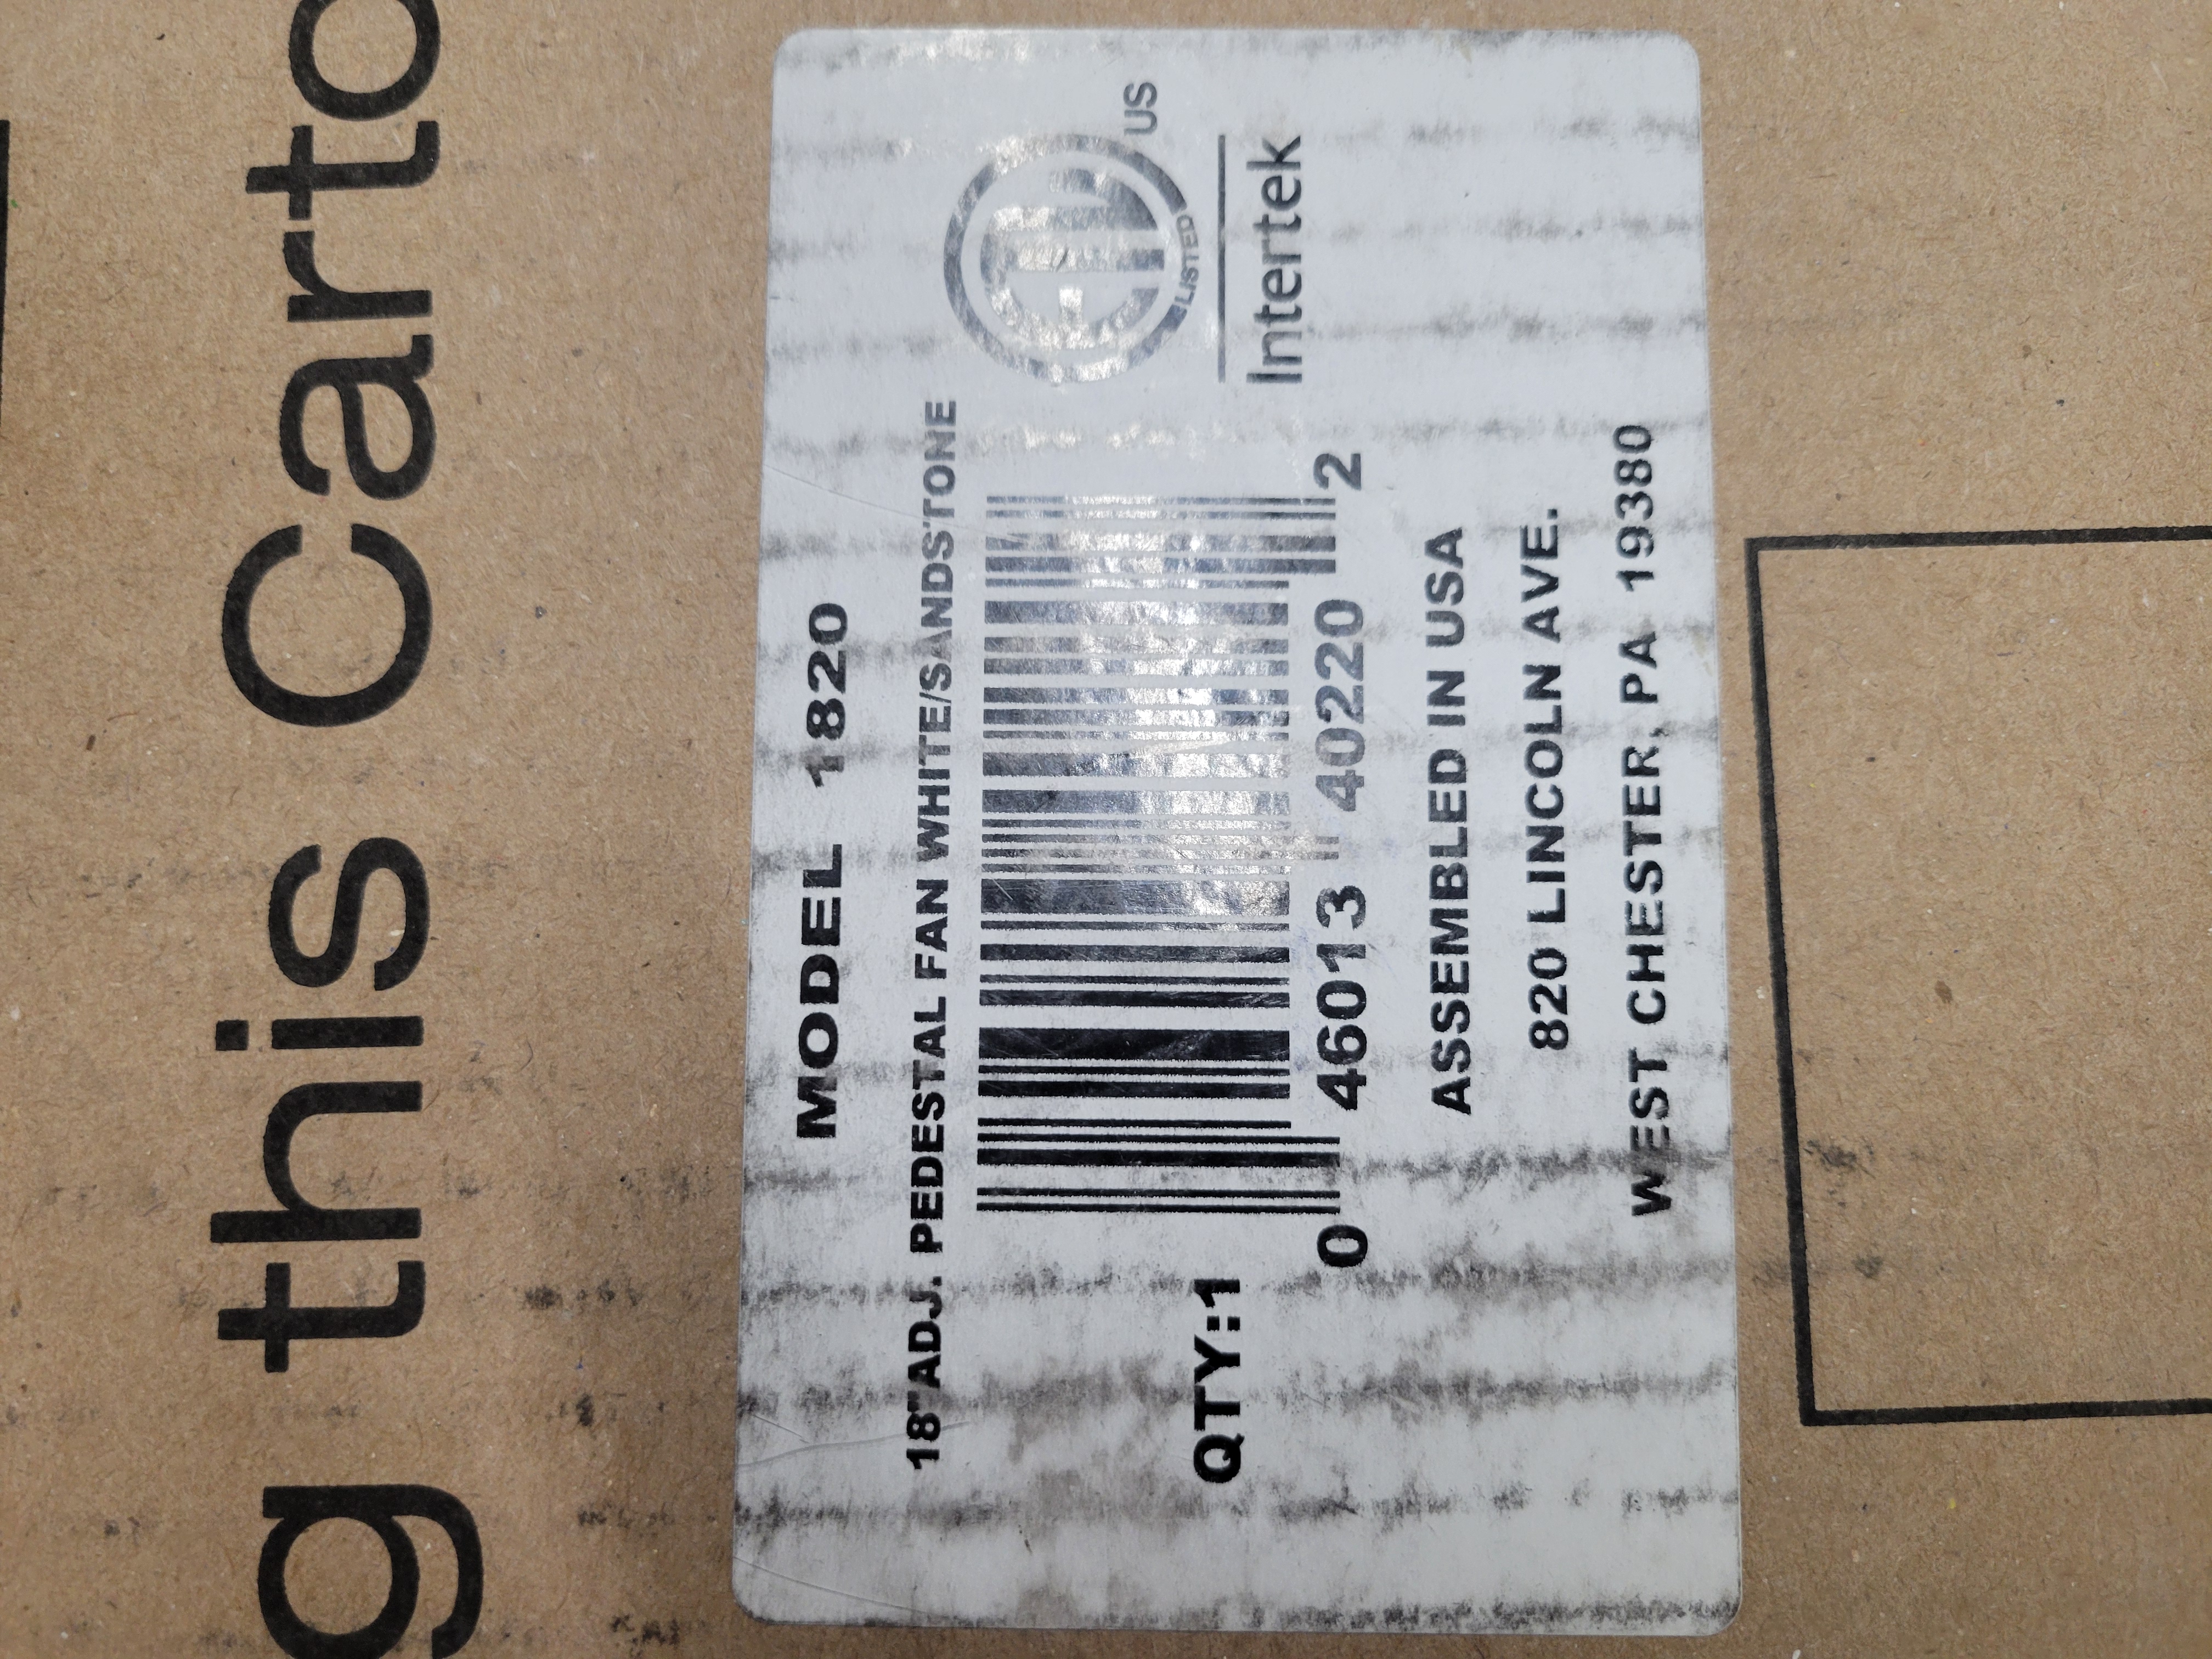 g this Carto
MODEL 1820
18"ADJ. PEDESTAL FAN WHITE/SANDSTONE
QTY:1
0 46013 40220 2
ETL
LISTED
US
Intertek
ASSEMBLED IN USA
820 LINCOLN AVE.
WEST CHESTER, PA 19380